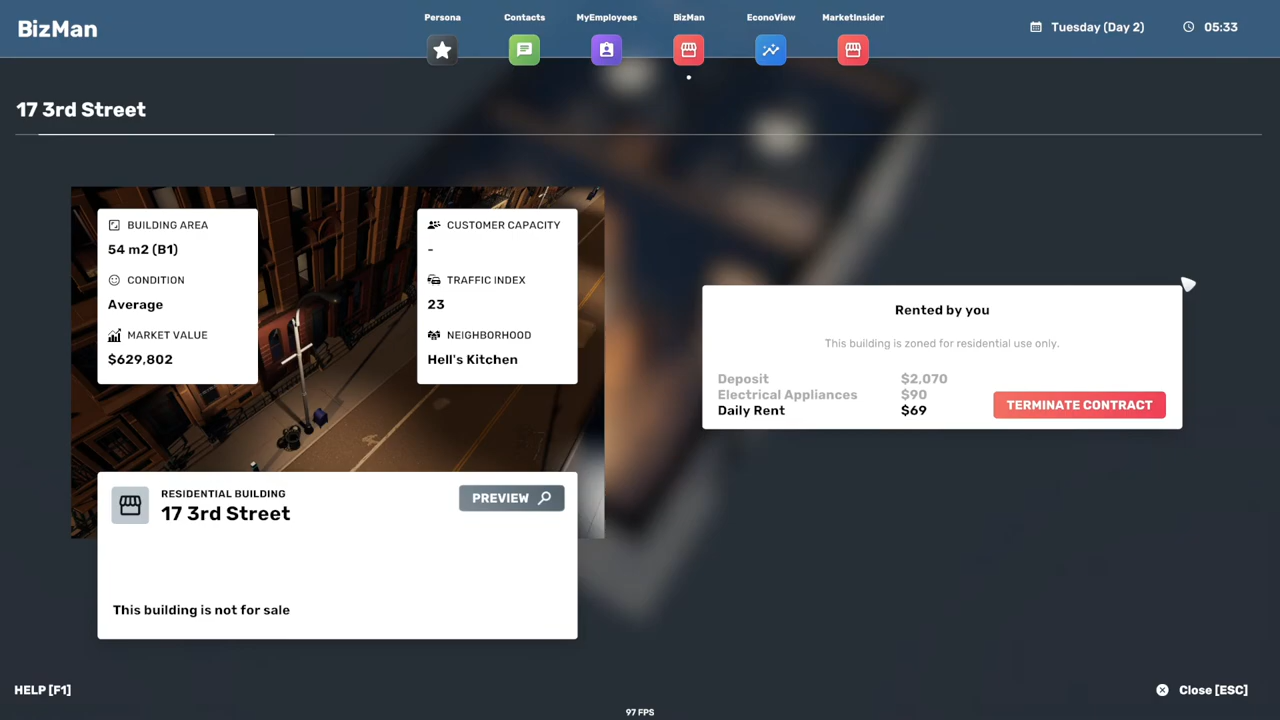 BizMan
Persona
Contacts
MyEmployees
BizMan
EconoView
MarketInsider
Tuesday (Day 2)
05:33
17 3rd Street
BUILDING AREA
54 m2 (B1)
CONDITION
Average
MARKET VALUE
$629,802
CUSTOMER CAPACITY
-
TRAFFIC INDEX
23
NEIGHBORHOOD
Hell's Kitchen
Rented by you
This building is zoned for residential use only.
Deposit $2,070
Electrical Appliances $90
Daily Rent $69
TERMINATE CONTRACT
RESIDENTIAL BUILDING
17 3rd Street
PREVIEW
This building is not for sale
HELP [F1]
Close [ESC]
97 FPS